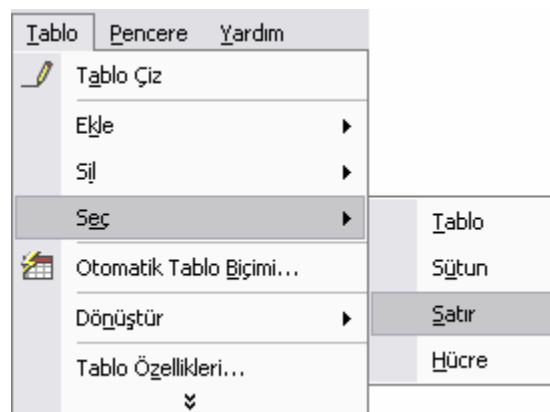 Tablo Pencere Yardım
Tablo Çiz
Ekle
Sil
Seç
Otomatik Tablo Biçimi...
Dönüştür
Tablo Özellikleri...
Tablo
Sütun
Satır
Hücre